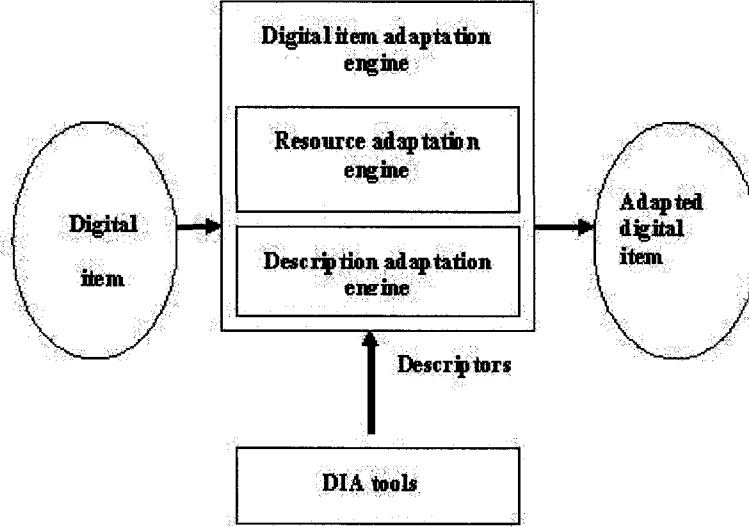 Digital item adaptation
engine
Resource adaptation
engine
Digital
item
Description adaptation
engine
Adapted
digital
item
Descriptors
DIA tools